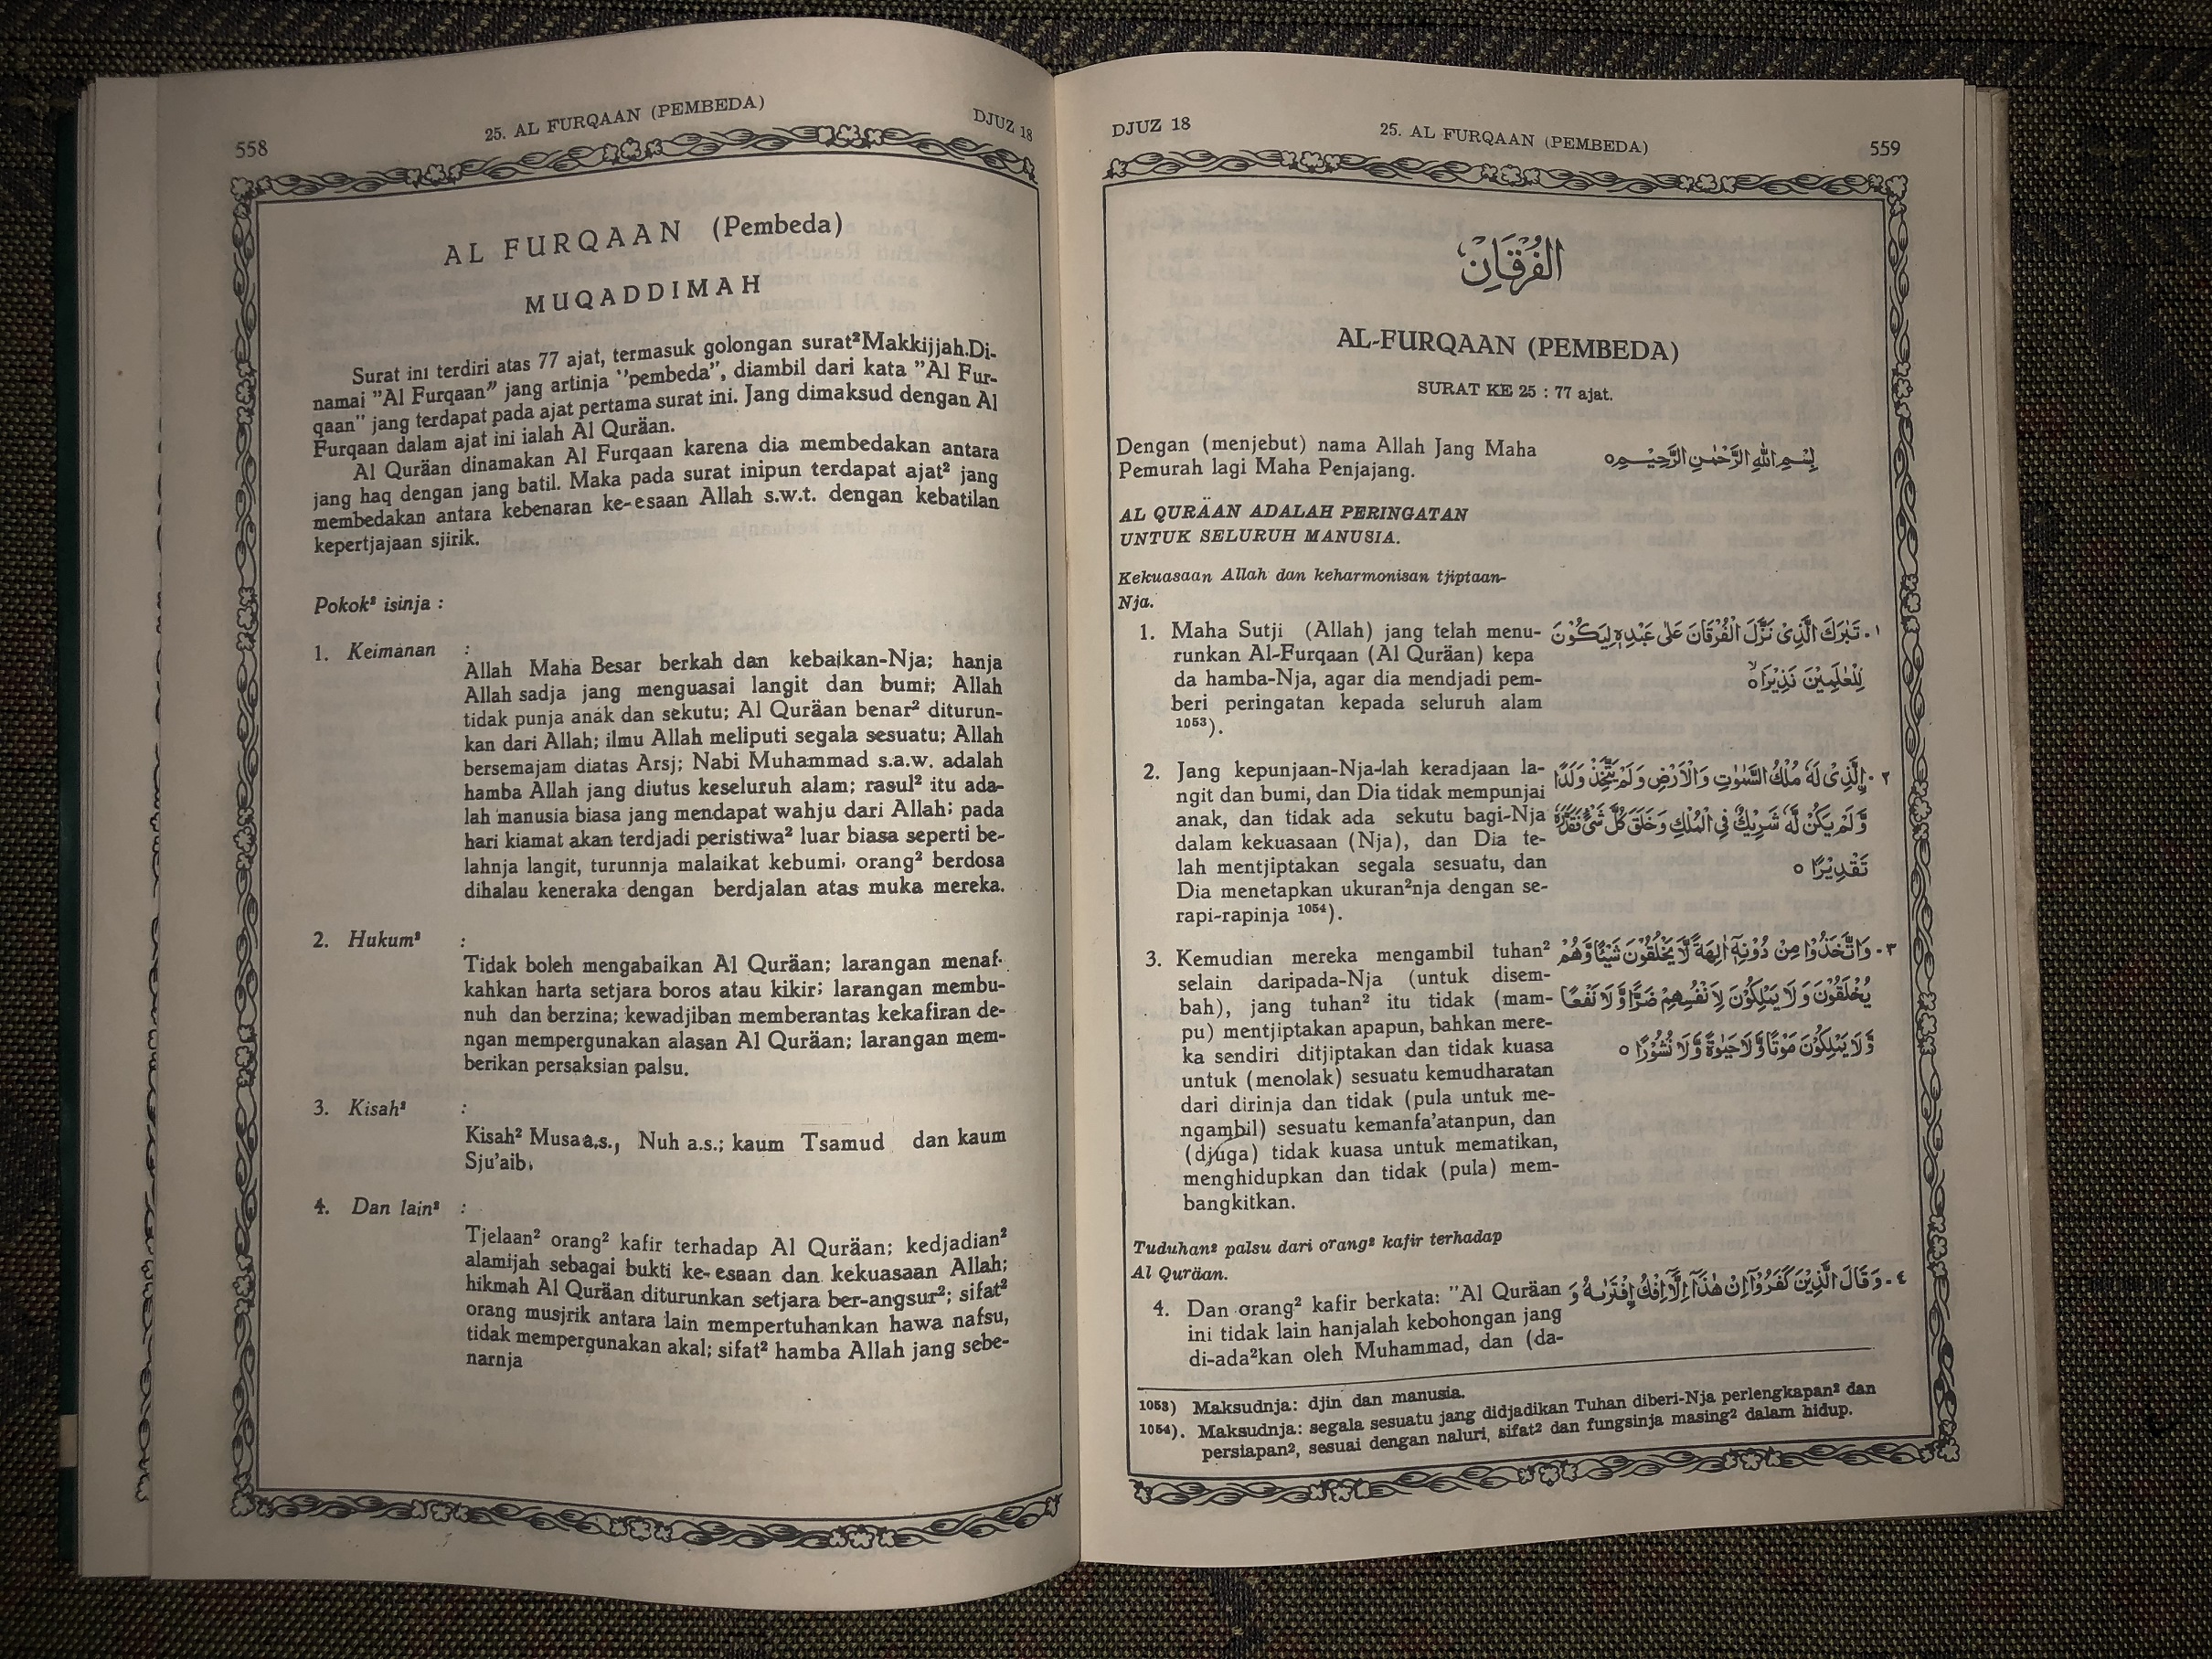 558
25. AL FURQAAN (PEMBEDA)
DJUZ 18
AL FURQAAN (Pembeda)
MUQADDIMAH
Surat ini terdiri atas 77 ajat, termasuk golongan surat²Makkijjah.Di-
namai "Al Furqaan" jang artinja "pembeda", diambil dari kata "Al Fur-
qaan" jang terdapat pada ajat pertama surat ini. Jang dimaksud dengan Al
Furqaan dalam ajat ini ialah Al Quräan.
Al Quräan dinamakan Al Furqaan karena dia membedakan antara
jang haq dengan jang batil. Maka pada surat inipun terdapat ajat² jang
membedakan antara kebenaran ke-esaan Allah s.w.t. dengan kebatilan
kepertjajaan sjirik.
Pokok² isinja :
1. Keimanan :
Allah Maha Besar berkah dan kebaikan-Nja; hanja
Allah sadja jang menguasai langit dan bumi; Allah
tidak punja anak dan sekutu; Al Quräan benar² diturun-
kan dari Allah; ilmu Allah meliputi segala sesuatu; Allah
bersemajam diatas Arsj; Nabi Muhammad s.a.w. adalah
hamba Allah jang diutus keseluruh alam; rasul² itu ada-
lah manusia biasa jang mendapat wahju dari Allah; pada
hari kiamat akan terdjadi peristiwa² luar biasa seperti be-
lahnja langit, turunnja malaikat kebumi, orang² berdosa
dihalau keneraka dengan berdjalan atas muka mereka.
2. Hukum² :
Tidak boleh mengabaikan Al Quräan; larangan menaf-
kahkan harta setjara boros atau kikir; larangan membu-
nuh dan berzina; kewadjiban memberantas kekafiran de-
ngan mempergunakan alasan Al Quräan; larangan mem-
berikan persaksian palsu.
3. Kisah² :
Kisah² Musa a.s., Nuh a.s.; kaum Tsamud dan kaum
Sju'aib.
4. Dan lain² :
Tjelaan² orang² kafir terhadap Al Quräan; kedjadian²
alamijah sebagai bukti ke-esaan dan kekuasaan Allah;
hikmah Al Quräan diturunkan setjara ber-angsur²; sifat²
orang musjrik antara lain mempertuhankan hawa nafsu,
tidak mempergunakan akal; sifat² hamba Allah jang sebe-
narnja
DJUZ 18
25. AL FURQAAN (PEMBEDA)
559
الفُرْقَانِ
AL-FURQAAN (PEMBEDA)
SURAT KE 25 : 77 ajat.
Dengan (menjebut) nama Allah Jang Maha
Pemurah lagi Maha Penjajang.
بِسْمِ اللهِ الرَّحْمٰنِ الرَّحِيْمِ
AL QURÄAN ADALAH PERINGATAN
UNTUK SELURUH MANUSIA.
Kekuasaan Allah dan keharmonisan tjiptaan-
Nja.
1. Maha Sutji (Allah) jang telah menu-
runkan Al-Furqaan (Al Quräan) kepa
da hamba-Nja, agar dia mendjadi pem-
beri peringatan kepada seluruh alam
1053).
١. تَبٰرَكَ الَّذِىْ نَزَّلَ الْفُرْقَانَ عَلٰى عَبْدِهٖ لِيَكُوْنَ
لِلْعٰلَمِيْنَ نَذِيْرًا
2. Jang kepunjaan-Nja-lah keradjaan la-
ngit dan bumi, dan Dia tidak mempunjai
anak, dan tidak ada sekutu bagi-Nja
dalam kekuasaan (Nja), dan Dia te-
lah mentjiptakan segala sesuatu, dan
Dia menetapkan ukuran²nja dengan se-
rapi-rapinja 1054).
٢. الَّذِىْ لَهٗ مُلْكُ السَّمٰوٰتِ وَالْاَرْضِ وَلَمْ يَتَّخِذْ وَلَدًا
وَّلَمْ يَكُنْ لَّهٗ شَرِيْكٌ فِى الْمُلْكِ وَخَلَقَ كُلَّ شَىْءٍ فَقَدَّرَهٗ
تَقْدِيْرًا
3. Kemudian mereka mengambil tuhan²
selain daripada-Nja (untuk disem-
bah), jang tuhan² itu tidak (mam-
pu) mentjiptakan apapun, bahkan mere-
ka sendiri ditjiptakan dan tidak kuasa
untuk (menolak) sesuatu kemudharatan
dari dirinja dan tidak (pula untuk me-
ngambil) sesuatu kemanfa'atanpun, dan
(djuga) tidak kuasa untuk mematikan,
menghidupkan dan tidak (pula) mem-
bangkitkan.
٣. وَاتَّخَذُوْا مِنْ دُوْنِهٖٓ اٰلِهَةً لَّا يَخْلُقُوْنَ شَيْئًا وَّهُمْ
يُخْلَقُوْنَ وَلَا يَمْلِكُوْنَ لِاَنْفُسِهِمْ ضَرًّا وَّلَا نَفْعًا
وَّلَا يَمْلِكُوْنَ مَوْتًا وَّلَا حَيٰوةً وَّلَا نُشُوْرًا
Tuduhan² palsu dari orang² kafir terhadap
Al Quräan.
4. Dan orang² kafir berkata: "Al Quräan
ini tidak lain hanjalah kebohongan jang
di-ada²kan oleh Muhammad, dan (da-
٤. وَقَالَ الَّذِيْنَ كَفَرُوْٓا اِنْ هٰذَآ اِلَّآ اِفْكُ اِفْتَرٰىهُ وَ
1053) Maksudnja: djin dan manusia.
1054). Maksudnja: segala sesuatu jang didjadikan Tuhan diberi-Nja perlengkapan² dan
persiapan², sesuai dengan naluri, sifat² dan fungsinja masing² dalam hidup.